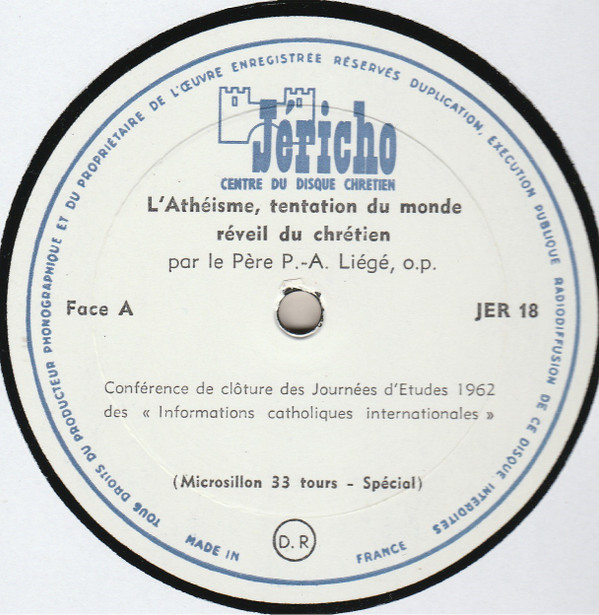 TOUS DROITS DU PRODUCTEUR PHONOGRAPHIQUE ET DU PROPRIÉTAIRE DE L'ŒUVRE ENREGISTRÉE RÉSERVÉS DUPLICATION, EXECUTION PUBLIQUE RADIODIFFUSION DE CE DISQUE INTERDITES
Jéricho
CENTRE DU DISQUE CHRETIEN
L'Athéisme, tentation du monde
réveil du chrétien
par le Père P.-A. Liégé, o.p.
Face A
JER 18
Conférence de clôture des Journées d'Etudes 1962
des « Informations catholiques internationales »
(Microsillon 33 tours - Spécial)
D.R
MADE IN FRANCE